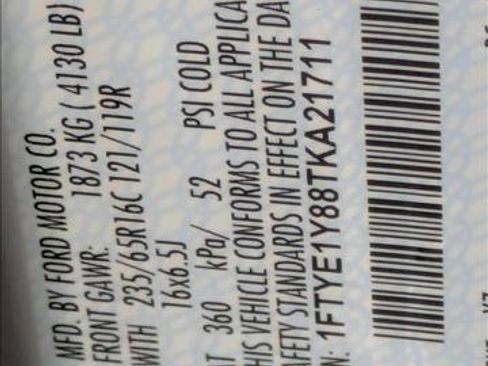 MFD. BY FORD MOTOR CO.
FRONT GAWR: 1873 KG ( 4130 LB)
WITH 235/65R16C 121/119R
16x6.5J
AT 360 kPa/ 52 PSI COLD
HIS VEHICLE CONFORMS TO ALL APPLICA
AFETY STANDARDS IN EFFECT ON THE DA
N: 1FTYE1Y88TKA21711